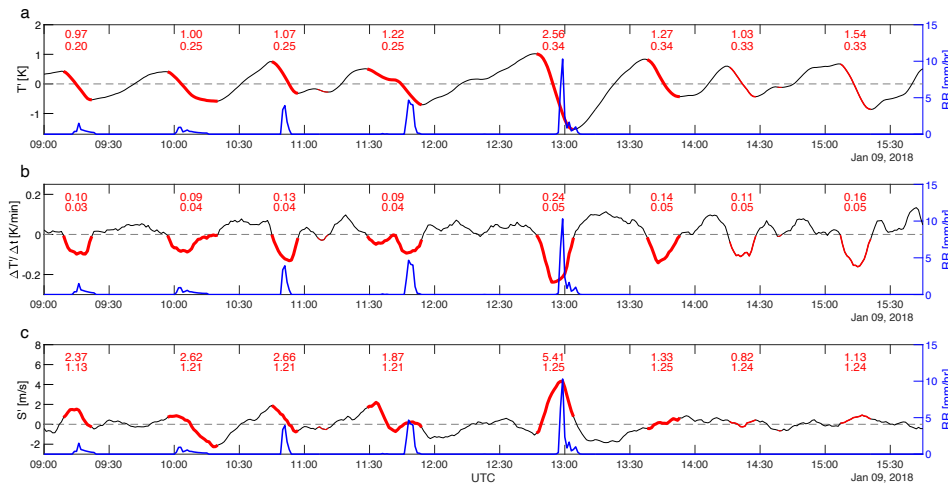 a
0.97 1.00 1.07 1.22 2.56 1.27 1.03 1.54
0.20 0.25 0.25 0.25 0.34 0.34 0.33 0.33
T' [K]
2
1
0
-1
15
10
5
0
RR [mm/hr]
09:00 09:30 10:00 10:30 11:00 11:30 12:00 12:30 13:00 13:30 14:00 14:30 15:00 15:30
Jan 09, 2018
b
0.10 0.09 0.13 0.09 0.24 0.14 0.11 0.16
0.03 0.04 0.04 0.04 0.05 0.05 0.05 0.05
ΔT'/ Δt [K/min]
0.2
0
-0.2
15
10
5
0
RR [mm/hr]
09:00 09:30 10:00 10:30 11:00 11:30 12:00 12:30 13:00 13:30 14:00 14:30 15:00 15:30
Jan 09, 2018
c
2.37 2.62 2.66 1.87 5.41 1.33 0.82 1.13
1.13 1.21 1.21 1.21 1.25 1.25 1.24 1.24
S' [m/s]
8
6
4
2
0
-2
15
10
5
0
RR [mm/hr]
09:00 09:30 10:00 10:30 11:00 11:30 12:00 12:30 13:00 13:30 14:00 14:30 15:00 15:30
UTC
Jan 09, 2018